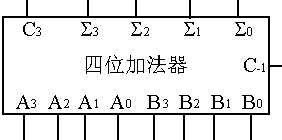 C₃ Σ₃ Σ₂ Σ₁ Σ₀
四位加法器
C₋₁
A₃ A₂ A₁ A₀ B₃ B₂ B₁ B₀